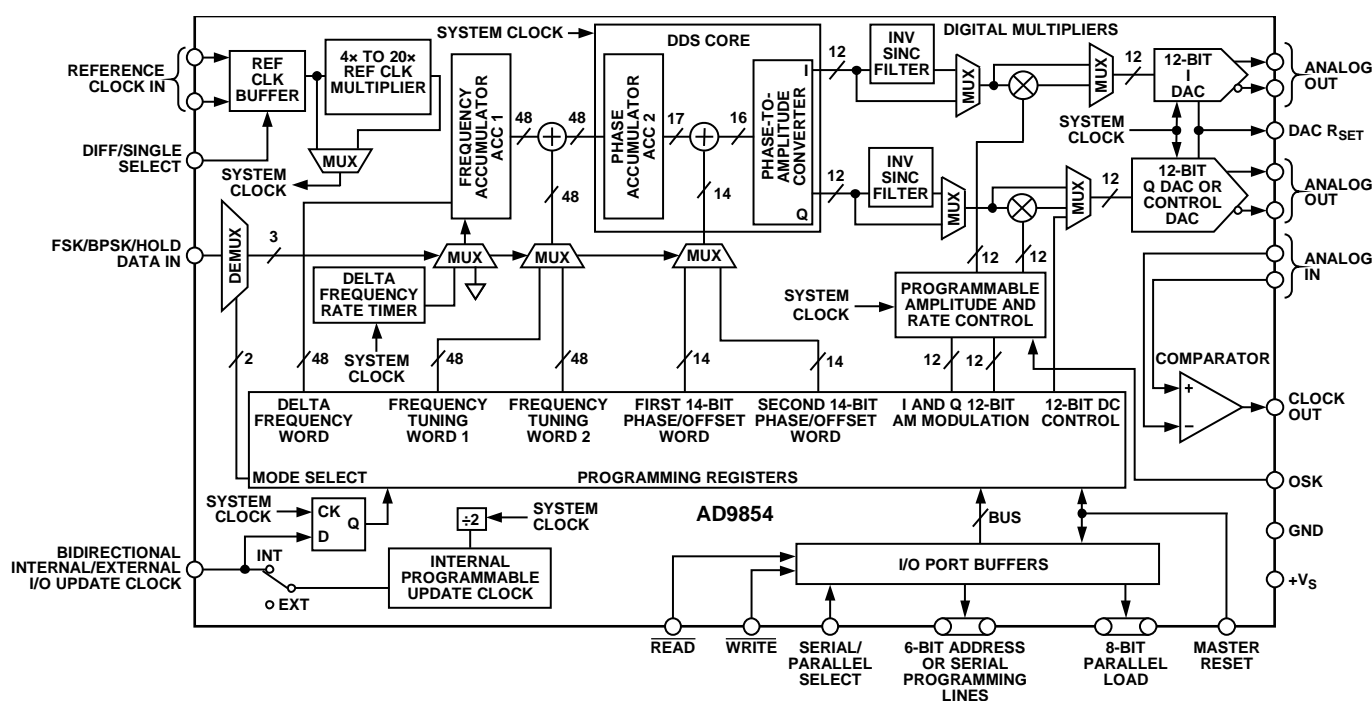 SYSTEM
CLOCK
SYSTEM CLOCK
DDS CORE
DIGITAL MULTIPLIERS
REFERENCE
CLOCK IN
REF
CLK
BUFFER
4× TO 20×
REF CLK
MULTIPLIER
MUX
SYSTEM
CLOCK
DIFF/SINGLE
SELECT
FREQUENCY
ACCUMULATOR
ACC 1
48
48
48
PHASE
ACCUMULATOR
ACC 2
17
16
14
PHASE-TO-
AMPLITUDE
CONVERTER
I
Q
12
INV
SINC
FILTER
MUX
MUX
12
12-BIT
I
DAC
ANALOG
OUT
SYSTEM
CLOCK
DAC RSET
12
INV
SINC
FILTER
MUX
MUX
12
12-BIT
Q DAC OR
CONTROL
DAC
ANALOG
OUT
FSK/BPSK/HOLD
DATA IN
DEMUX
3
MUX
MUX
MUX
12
12
ANALOG
IN
DELTA
FREQUENCY
RATE TIMER
SYSTEM
CLOCK
SYSTEM
CLOCK
PROGRAMMABLE
AMPLITUDE AND
RATE CONTROL
2
48
48
48
14
14
12
12
COMPARATOR
+
−
CLOCK
OUT
DELTA
FREQUENCY
WORD
FREQUENCY
TUNING
WORD 1
FREQUENCY
TUNING
WORD 2
FIRST 14-BIT
PHASE/OFFSET
WORD
SECOND 14-BIT
PHASE/OFFSET
WORD
I AND Q 12-BIT
AM MODULATION
12-BIT DC
CONTROL
MODE SELECT
PROGRAMMING REGISTERS
OSK
SYSTEM
CLOCK
CK
Q
D
÷2
SYSTEM
CLOCK
AD9854
BUS
GND
BIDIRECTIONAL
INTERNAL/EXTERNAL
I/O UPDATE CLOCK
INT
EXT
INTERNAL
PROGRAMMABLE
UPDATE CLOCK
I/O PORT BUFFERS
+VS
READ
WRITE
SERIAL/
PARALLEL
SELECT
6-BIT ADDRESS
OR SERIAL
PROGRAMMING
LINES
8-BIT
PARALLEL
LOAD
MASTER
RESET